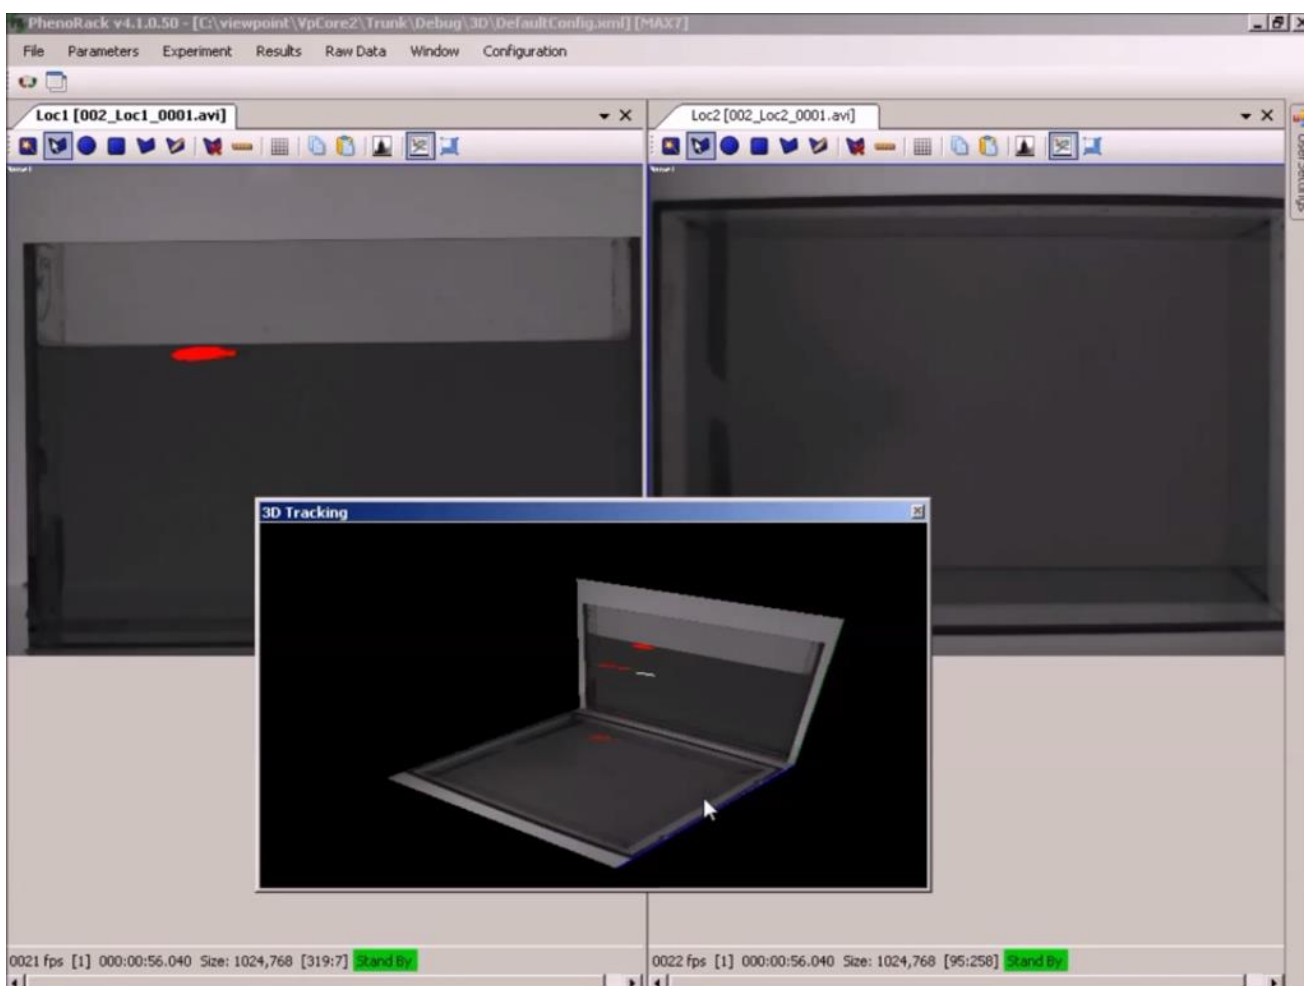 PhenoRack v4.1.0.50 - [C:\viewpoint\VpCore2\Trunk\Debug\3D\DefaultConfig.xml] [MAX7]
File Parameters Experiment Results Raw Data Window Configuration
Loc1 [002_Loc1_0001.avi]
Loc2 [002_Loc2_0001.avi]
UserSettings
3D Tracking
0021 fps [1] 000:00:56.040 Size: 1024,768 [319:7] Stand By
0022 fps [1] 000:00:56.040 Size: 1024,768 [95:258] Stand By